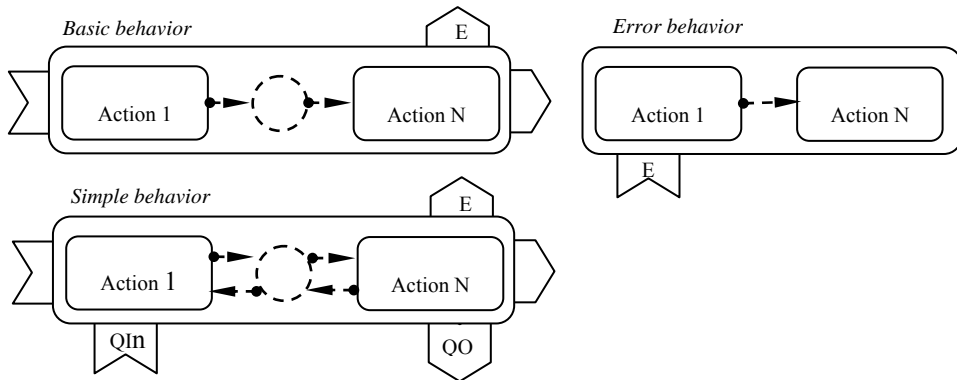 Basic behavior
E
Action 1
Action N
Error behavior
Action 1
Action N
E
Simple behavior
E
Action 1
Action N
QIn
QO